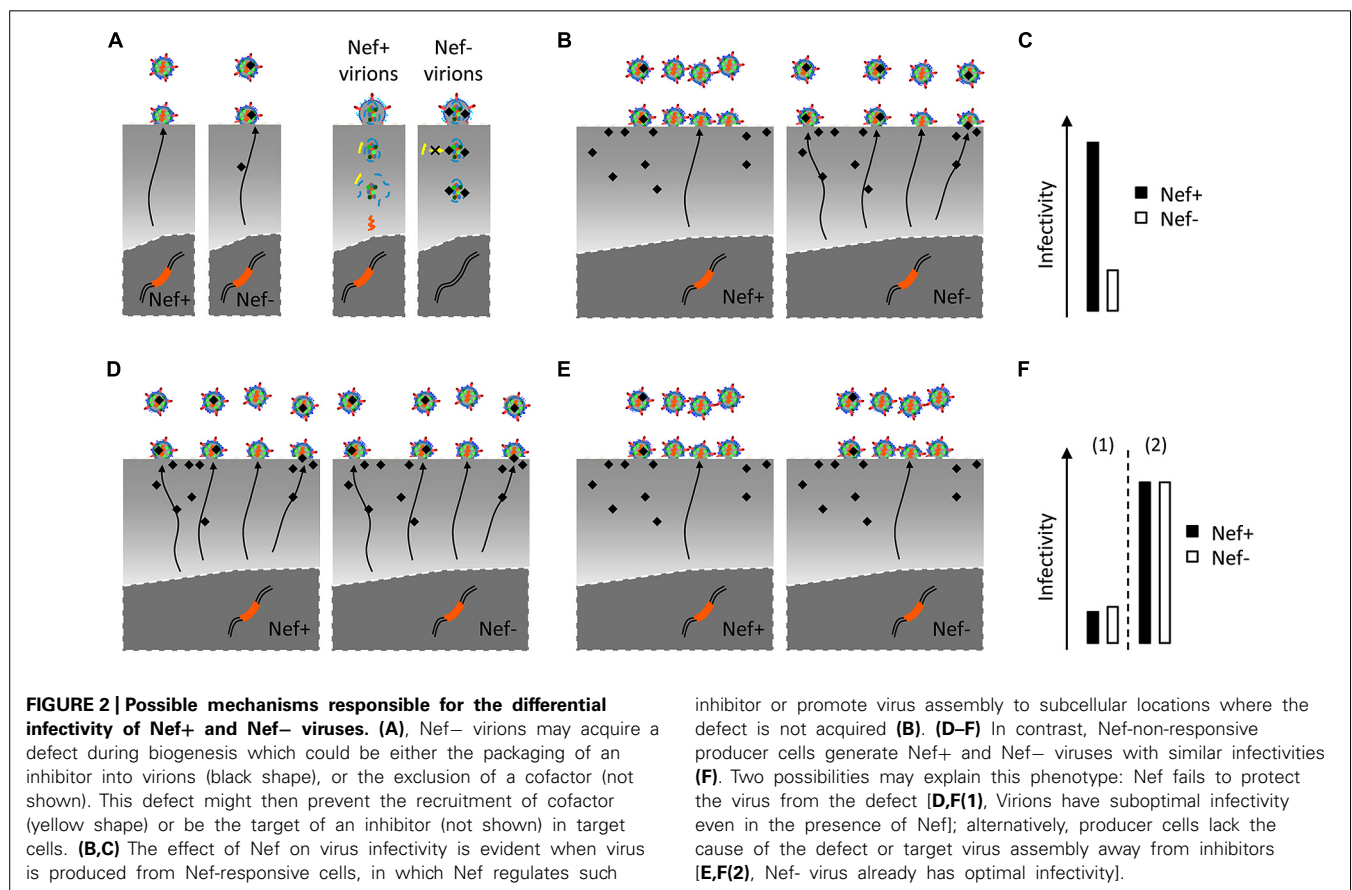 A
Nef+
virions
Nef-
virions
Nef+
Nef-
B
Nef+
Nef-
C
Infectivity
Nef+
Nef-
D
Nef+
Nef-
E
Nef+
Nef-
F
Infectivity
(1)
(2)
Nef+
Nef-
FIGURE 2 | Possible mechanisms responsible for the differential
infectivity of Nef+ and Nef− viruses. (A), Nef− virions may acquire a
defect during biogenesis which could be either the packaging of an
inhibitor into virions (black shape), or the exclusion of a cofactor (not
shown). This defect might then prevent the recruitment of cofactor
(yellow shape) or be the target of an inhibitor (not shown) in target
cells. (B,C) The effect of Nef on virus infectivity is evident when virus
is produced from Nef-responsive cells, in which Nef regulates such
inhibitor or promote virus assembly to subcellular locations where the
defect is not acquired (B). (D–F) In contrast, Nef-non-responsive
producer cells generate Nef+ and Nef− viruses with similar infectivities
(F). Two possibilities may explain this phenotype: Nef fails to protect
the virus from the defect [D,F(1), Virions have suboptimal infectivity
even in the presence of Nef]; alternatively, producer cells lack the
cause of the defect or target virus assembly away from inhibitors
[E,F(2), Nef- virus already has optimal infectivity].